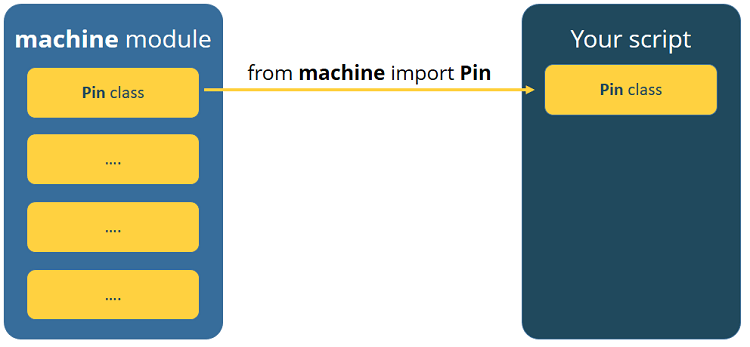 machine module
Pin class
....
....
....
from machine import Pin
Your script
Pin class